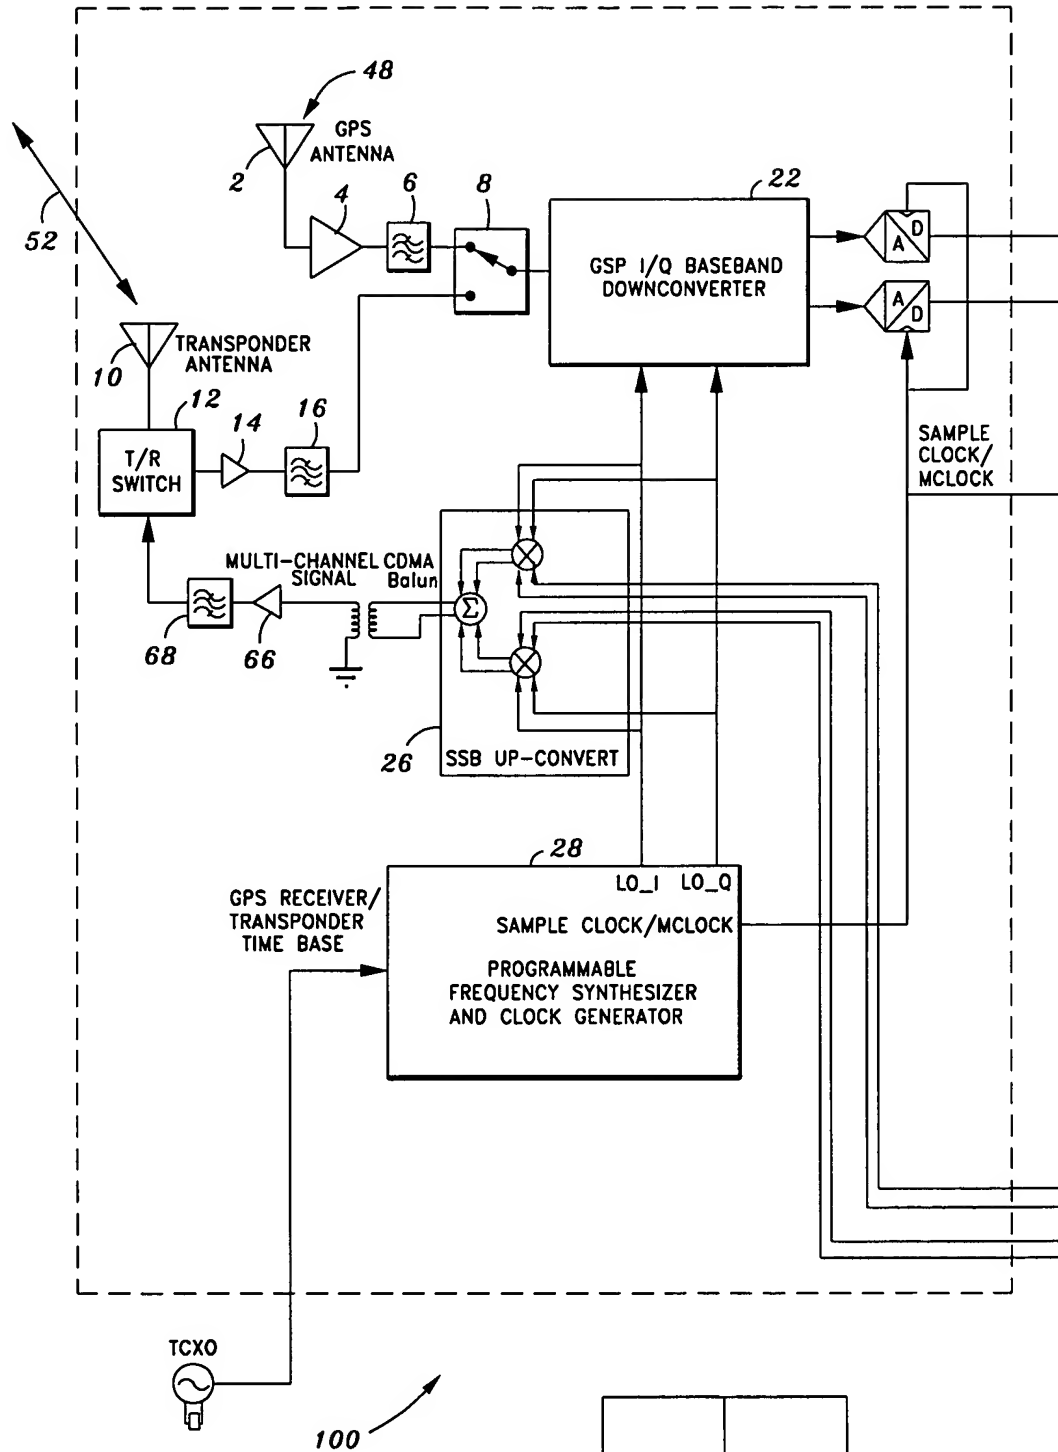 48
GPS
ANTENNA
2
4
6
8
22
52
GSP I/Q BASEBAND
DOWNCONVERTER
A D
A D
TRANSPONDER
ANTENNA
10
12
14
16
T/R
SWITCH
SAMPLE
CLOCK/
MCLOCK
MULTI-CHANNEL CDMA
SIGNAL Balun
Σ
68
66
26
SSB UP-CONVERT
28
LO_I LO_Q
GPS RECEIVER/
TRANSPONDER
TIME BASE
SAMPLE CLOCK/MCLOCK
PROGRAMMABLE
FREQUENCY SYNTHESIZER
AND CLOCK GENERATOR
TCXO
100